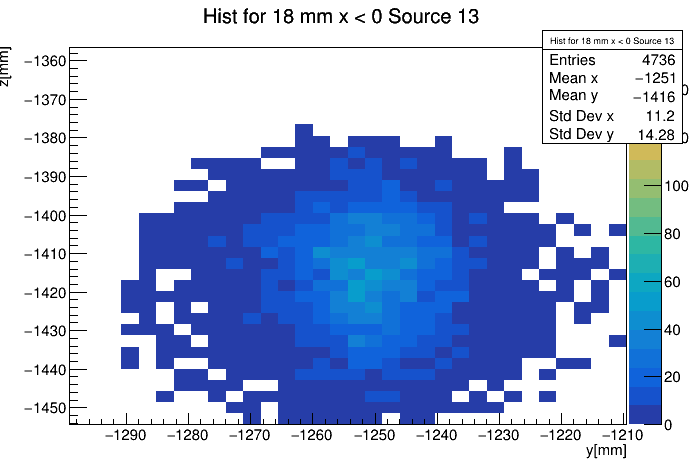 Hist for 18 mm x < 0 Source 13
z[mm]
Hist for 18 mm x < 0 Source 13
Entries 4736
Mean x −1251
Mean y −1416
Std Dev x 11.2
Std Dev y 14.28
−1360
−1370
−1380
−1390
−1400
−1410
−1420
−1430
−1440
−1450
100
80
60
40
20
0
−1290 −1280 −1270 −1260 −1250 −1240 −1230 −1220 −1210
y[mm]